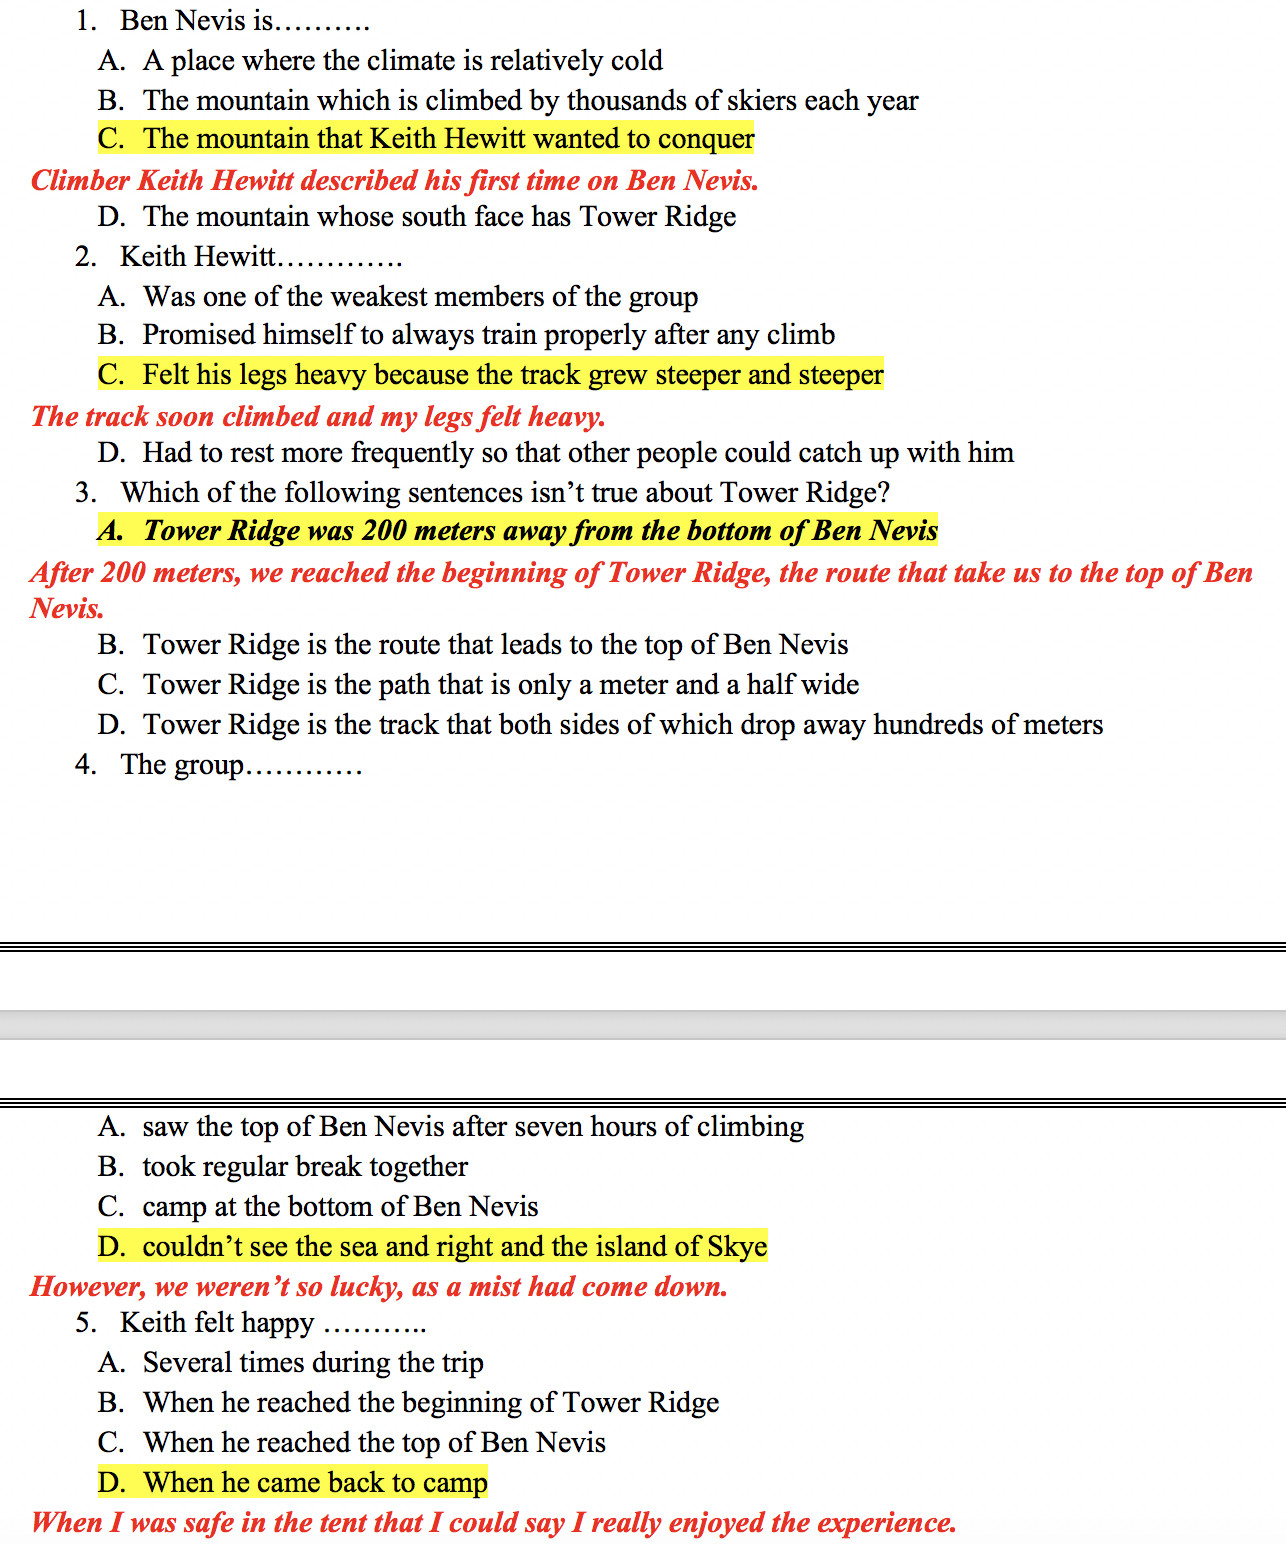 1. Ben Nevis is……….
A. A place where the climate is relatively cold
B. The mountain which is climbed by thousands of skiers each year
C. The mountain that Keith Hewitt wanted to conquer
Climber Keith Hewitt described his first time on Ben Nevis.
D. The mountain whose south face has Tower Ridge
2. Keith Hewitt………….
A. Was one of the weakest members of the group
B. Promised himself to always train properly after any climb
C. Felt his legs heavy because the track grew steeper and steeper
The track soon climbed and my legs felt heavy.
D. Had to rest more frequently so that other people could catch up with him
3. Which of the following sentences isn’t true about Tower Ridge?
A. Tower Ridge was 200 meters away from the bottom of Ben Nevis
After 200 meters, we reached the beginning of Tower Ridge, the route that take us to the top of Ben
Nevis.
B. Tower Ridge is the route that leads to the top of Ben Nevis
C. Tower Ridge is the path that is only a meter and a half wide
D. Tower Ridge is the track that both sides of which drop away hundreds of meters
4. The group…………
A. saw the top of Ben Nevis after seven hours of climbing
B. took regular break together
C. camp at the bottom of Ben Nevis
D. couldn’t see the sea and right and the island of Skye
However, we weren’t so lucky, as a mist had come down.
5. Keith felt happy ………..
A. Several times during the trip
B. When he reached the beginning of Tower Ridge
C. When he reached the top of Ben Nevis
D. When he came back to camp
When I was safe in the tent that I could say I really enjoyed the experience.